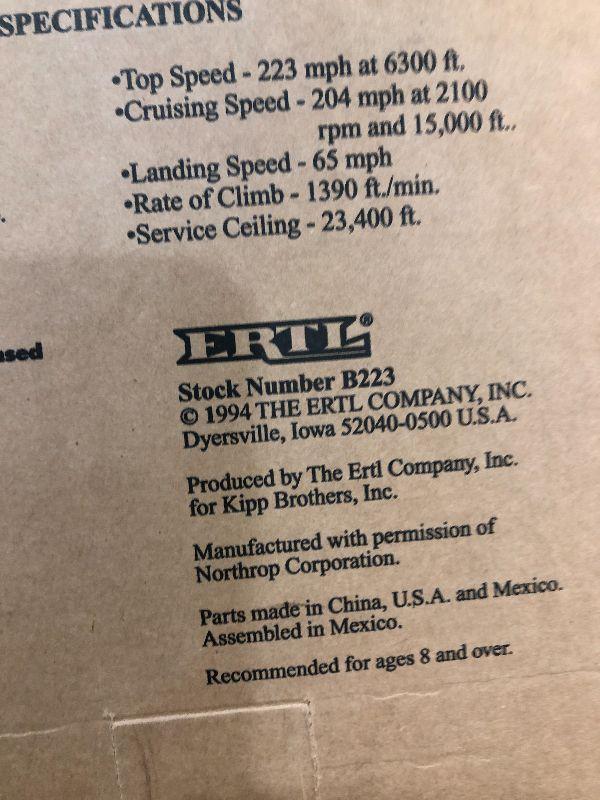 SPECIFICATIONS
•Top Speed - 223 mph at 6300 ft.
•Cruising Speed - 204 mph at 2100
rpm and 15,000 ft..
•Landing Speed - 65 mph
•Rate of Climb - 1390 ft./min.
•Service Ceiling - 23,400 ft.
ERTL®
Stock Number B223
© 1994 THE ERTL COMPANY, INC.
Dyersville, Iowa 52040-0500 U.S.A.
Produced by The Ertl Company, Inc.
for Kipp Brothers, Inc.
Manufactured with permission of
Northrop Corporation.
Parts made in China, U.S.A. and Mexico.
Assembled in Mexico.
Recommended for ages 8 and over.